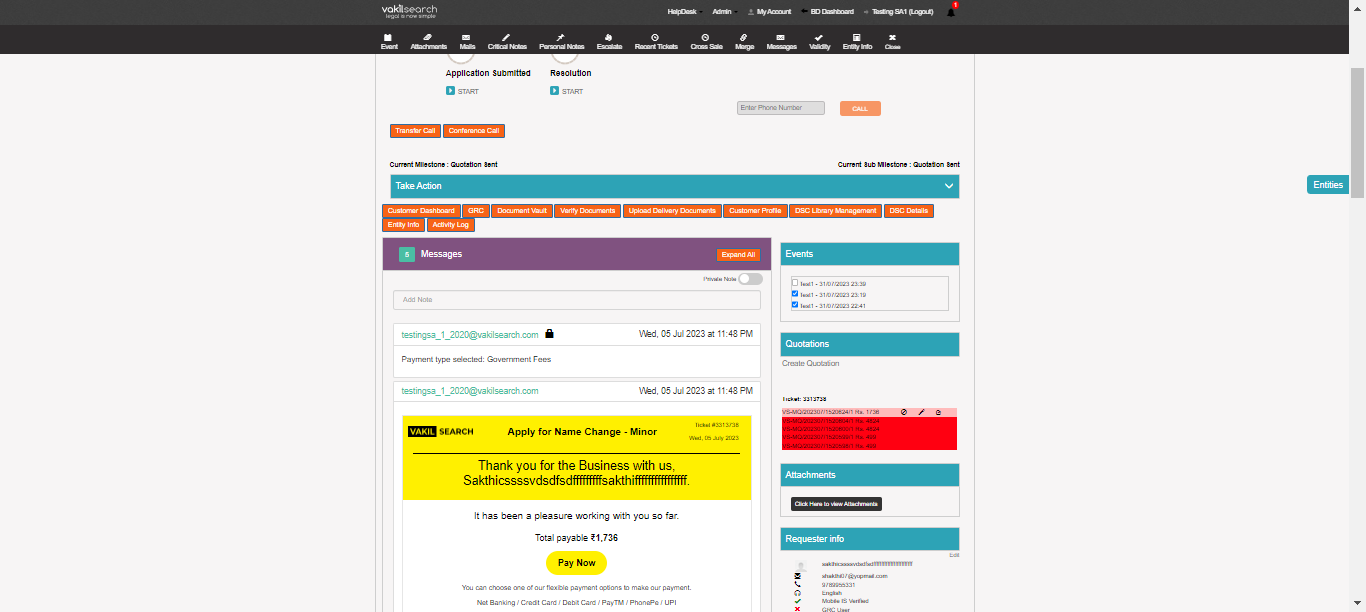 vakilsearch
legal is now simple
HelpDesk
Admin
My Account
BD Dashboard
Testing SA1 (Logout)
1
Event
Attachments
Mails
Critical Notes
Personal Notes
Escalate
Recent Tickets
Cross Sale
Merge
Messages
Validity
Entity Info
Close
Application Submitted
Resolution
START
START
Enter Phone Number
CALL
Transfer Call
Conference Call
Current Milestone : Quotation Sent
Current Sub Milestone : Quotation Sent
Take Action
Entities
Customer Dashboard
GRC
Document Vault
Verify Documents
Upload Delivery Documents
Customer Profile
DSC Library Management
DSC Details
Entity Info
Activity Log
Messages
Expand All
Private Note
Add Note
testingsa_1_2020@vakilsearch.com
Wed, 05 Jul 2023 at 11:48 PM
Payment type selected: Government Fees
testingsa_1_2020@vakilsearch.com
Wed, 05 Jul 2023 at 11:48 PM
VAKIL SEARCH
Apply for Name Change - Minor
Ticket #3313738
Wed, 05 July 2023
Thank you for the Business with us,
It has been a pleasure working with you so far.
Total payable ₹1,736
Pay Now
You can choose one of our flexible payment options to make our payment.
Net Banking / Credit Card / Debit Card / PayTM / PhonePe / UPI
Events
Test1 - 31/07/2023 23:39
Test1 - 31/07/2023 23:19
Test1 - 31/07/2023 22:41
Quotations
Create Quotation
Ticket: 3313738
VS-MQ/202307/1520824/1 Rs. 1736
Attachments
Click Here to view Attachments
Requester info
Edit
shakthi07@yopmail.com
9789955331
English
Mobile IS Verified
GRC User